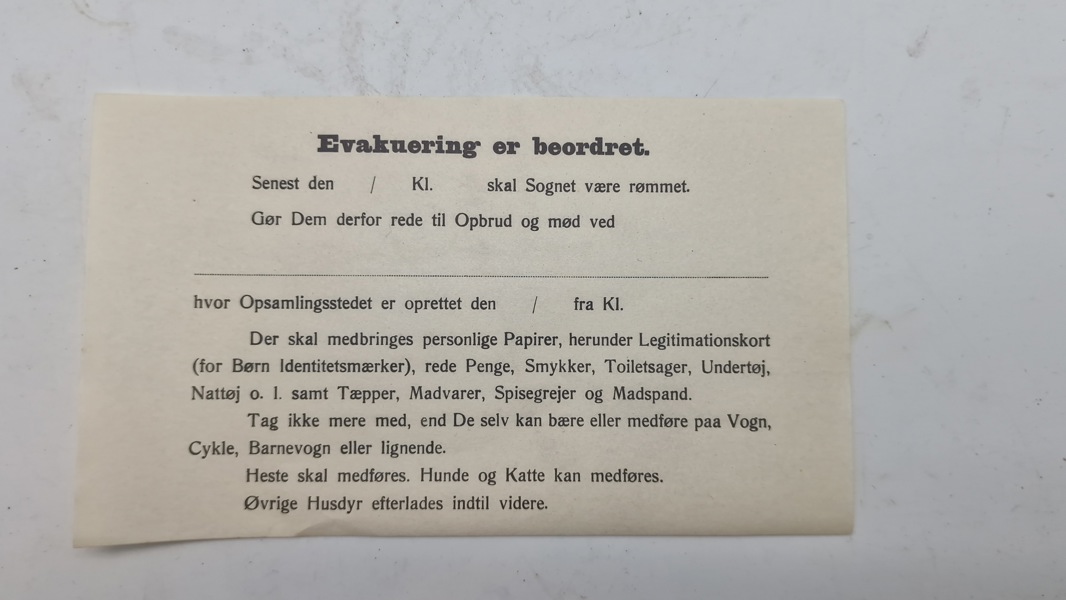 Evakuering er beordret.
Senest den / Kl. skal Sognet være rømmet.
Gør Dem derfor rede til Opbrud og mød ved
hvor Opsamlingsstedet er oprettet den / fra Kl.
Der skal medbringes personlige Papirer, herunder Legitimationskort
(for Børn Identitetsmærker), rede Penge, Smykker, Toiletsager, Undertøj,
Nattøj o. l. samt Tæpper, Madvarer, Spisegrejer og Madspand.
Tag ikke mere med, end De selv kan bære eller medføre paa Vogn,
Cykle, Barnevogn eller lignende.
Heste skal medføres. Hunde og Katte kan medføres.
Øvrige Husdyr efterlades indtil videre.